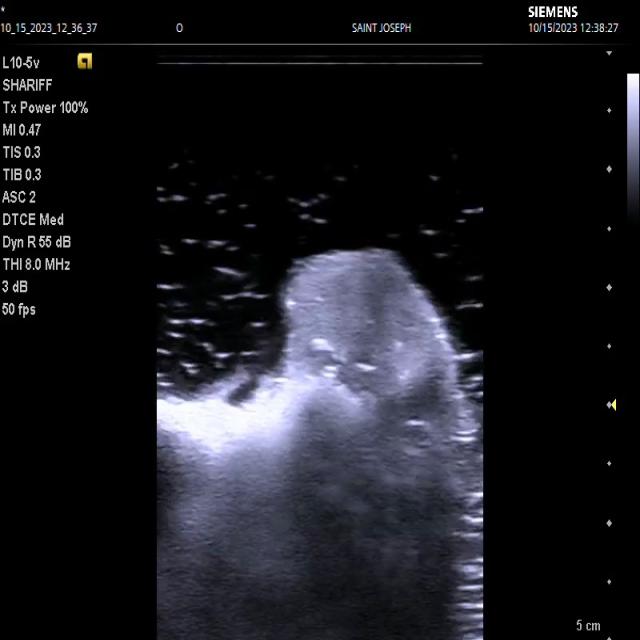 *
SIEMENS
10_15_2023_12_36_37 O SAINT JOSEPH 10/15/2023 12:38:27
L10-5v
SHARIFF
Tx Power 100%
MI 0.47
TIS 0.3
TIB 0.3
ASC 2
DTCE Med
Dyn R 55 dB
THI 8.0 MHz
3 dB
50 fps
5 cm